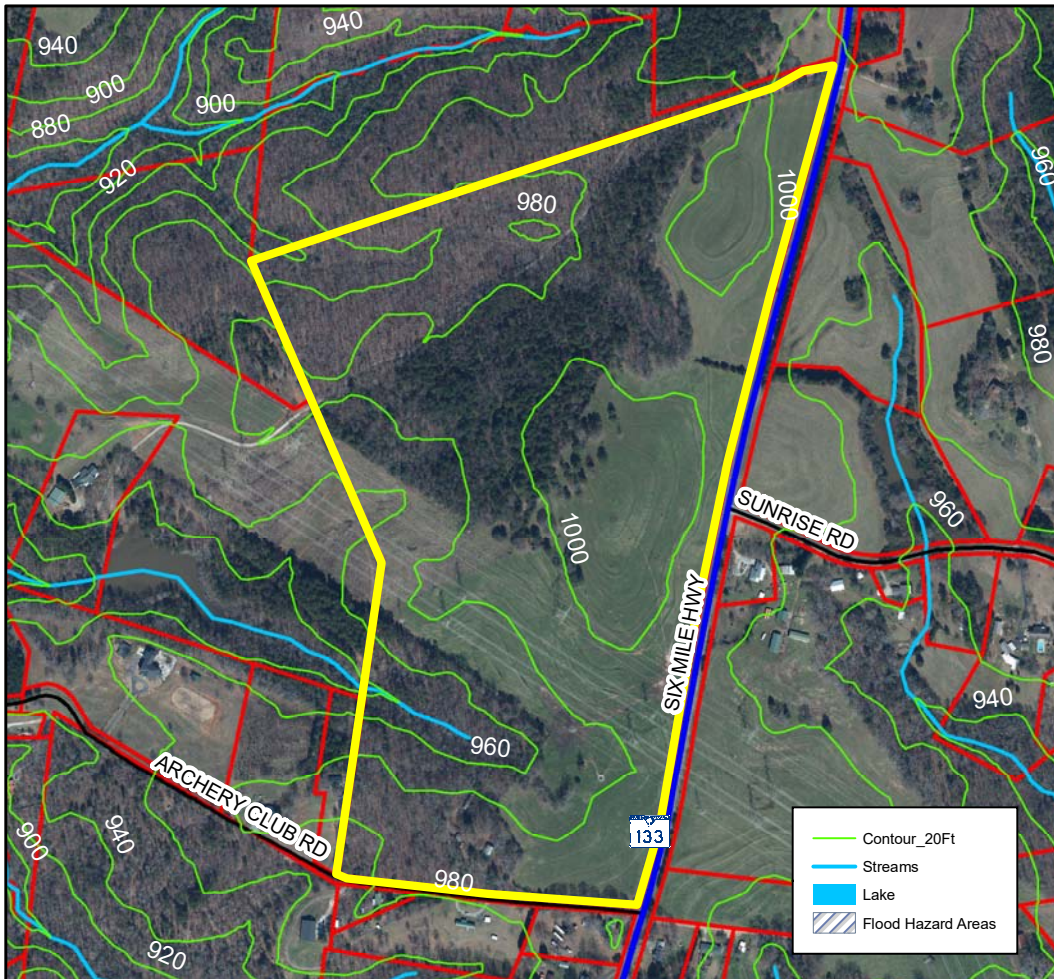 940
940
900
900
880
920
980
1000
960
980
1000
SUNRISE RD
960
SIX MILE HWY
940
960
ARCHERY CLUB RD
133
980
900
940
920
Contour_20Ft
Streams
Lake
Flood Hazard Areas